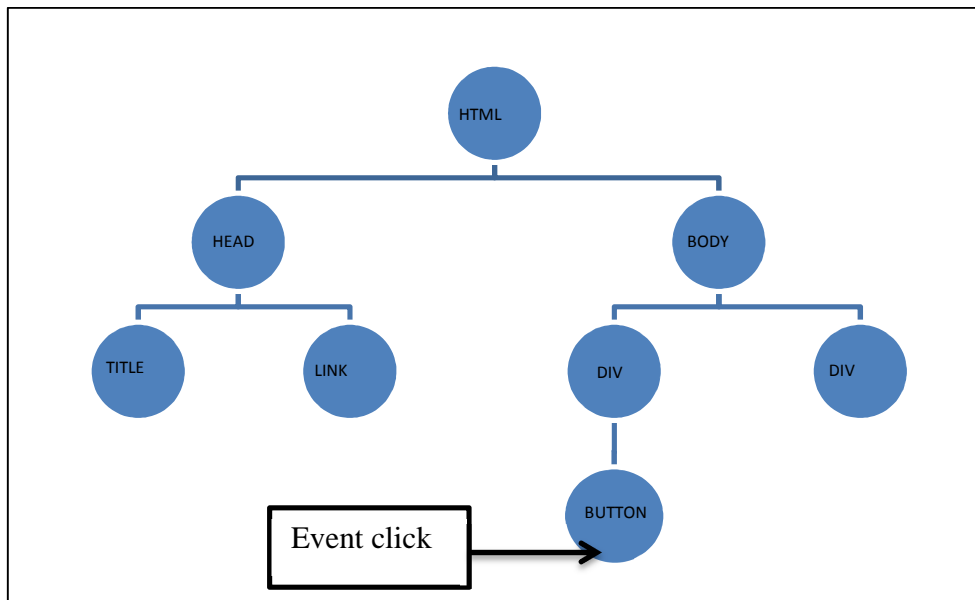 HTML
HEAD
BODY
TITLE
LINK
DIV
DIV
BUTTON
Event click